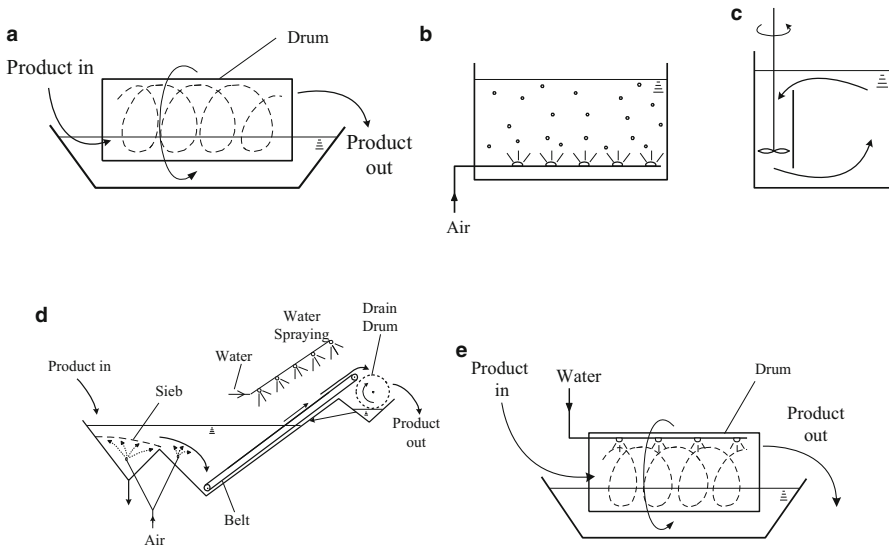 a
Drum
Product in
Product
out
b
Air
c
d
Product in
Sieb
Air
Water
Water
Spraying
Drain
Drum
Product
out
Belt
e
Product
in
Water
Drum
Product
out